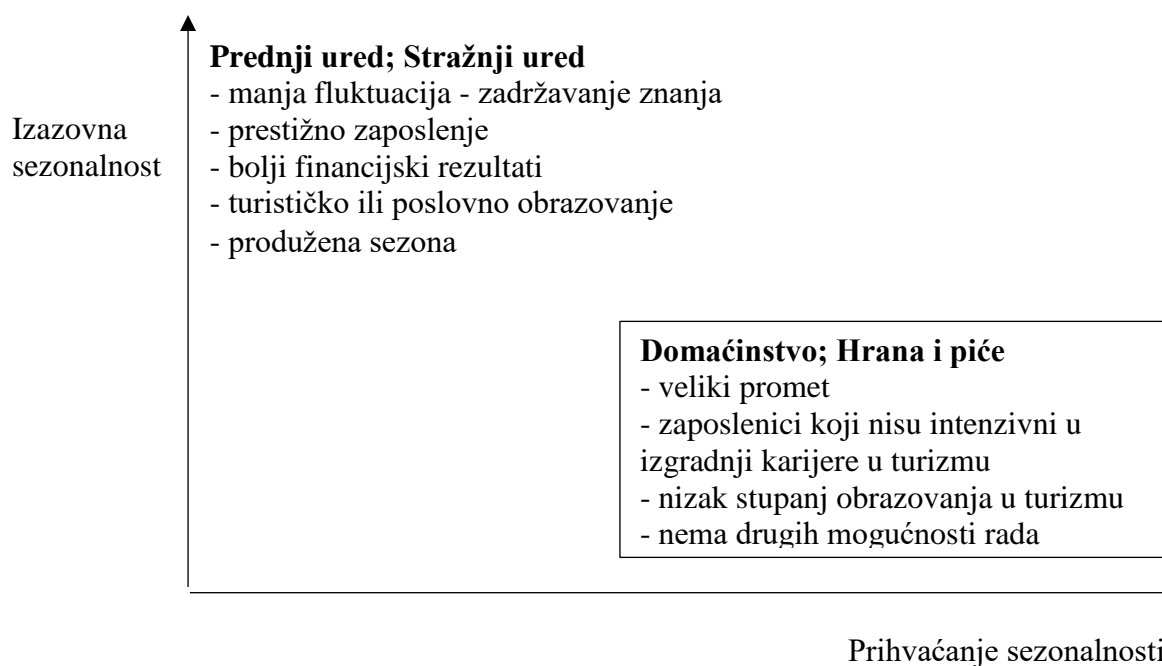 Prednji ured; Stražnji ured
- manja fluktuacija - zadržavanje znanja
- prestižno zaposlenje
- bolji financijski rezultati
- turističko ili poslovno obrazovanje
- produžena sezona
Izazovna
sezonalnost
Domaćinstvo; Hrana i piće
- veliki promet
- zaposlenici koji nisu intenzivni u
izgradnji karijere u turizmu
- nizak stupanj obrazovanja u turizmu
- nema drugih mogućnosti rada
Prihvaćanje sezonalnosti